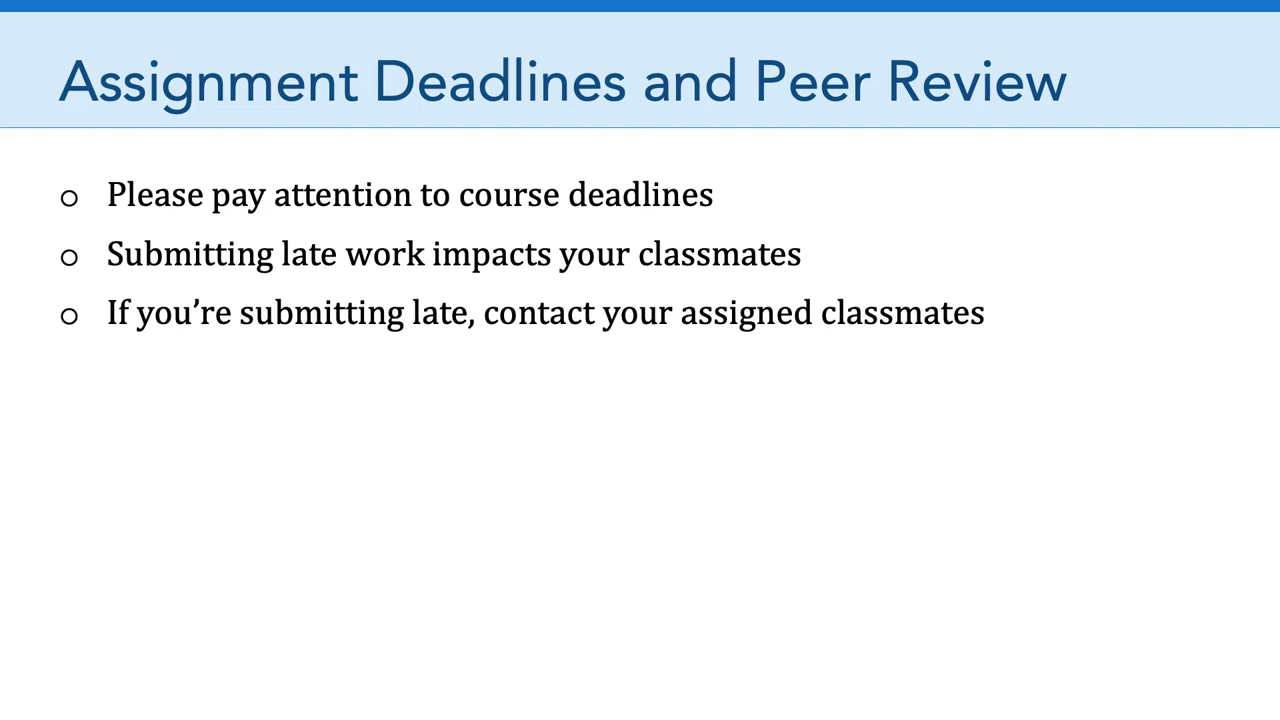 Assignment Deadlines and Peer Review
Please pay attention to course deadlines
Submitting late work impacts your classmates
If you’re submitting late, contact your assigned classmates